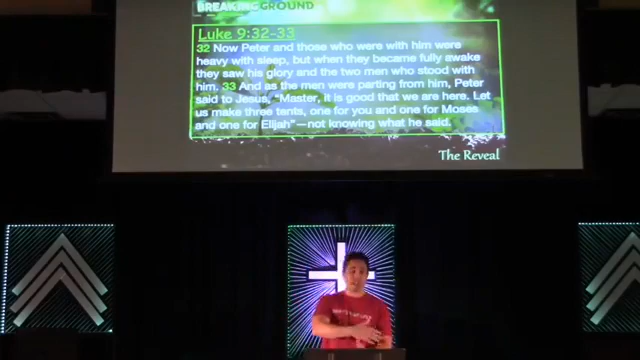 BREAKING GROUND
Luke 9:32-33
32 Now Peter and those who were with him were
heavy with sleep, but when they became fully awake
they saw his glory and the two men who stood with
him. 33 And as the men were parting from him, Peter
said to Jesus, “Master, it is good that we are here. Let
us make three tents, one for you and one for Moses
and one for Elijah”—not knowing what he said.
The Reveal